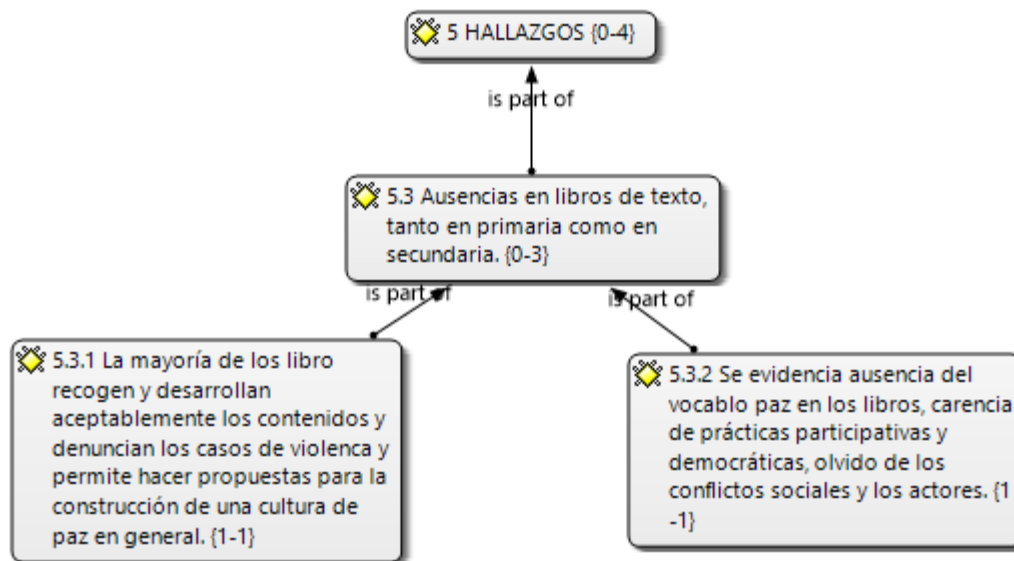 5 HALLAZGOS {0-4}
is part of
5.3 Ausencias en libros de texto,
tanto en primaria como en
secundaria. {0-3}
is part of
is part of
5.3.1 La mayoría de los libro
recogen y desarrollan
aceptablemente los contenidos y
denuncian los casos de violenca y
permite hacer propuestas para la
construcción de una cultura de
paz en general. {1-1}
5.3.2 Se evidencia ausencia del
vocablo paz en los libros, carencia
de prácticas participativas y
democráticas, olvido de los
conflictos sociales y los actores. {1
-1}